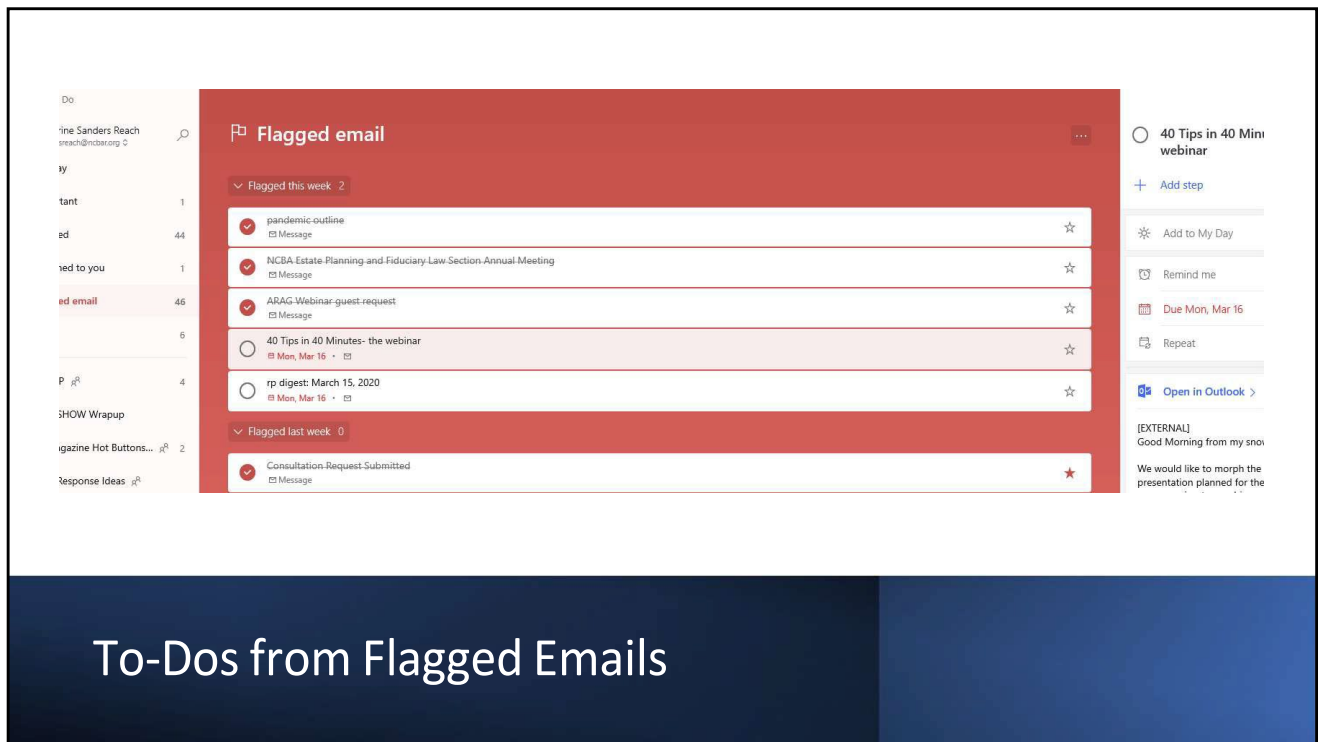 Do
rine Sanders Reach
sreach@ncbar.org
ay
tant 1
ed 44
ned to you 1
ed email 46
6
P 4
SHOW Wrapup
agazine Hot Buttons... 2
Response Ideas
Flagged email
...
Flagged this week 2
pandemic outline
Message
NCBA Estate Planning and Fiduciary Law Section Annual Meeting
Message
ARAG Webinar guest request
Message
40 Tips in 40 Minutes- the webinar
Mon, Mar 16 •
rp digest: March 15, 2020
Mon, Mar 16 •
Flagged last week 0
Consultation Request Submitted
Message
40 Tips in 40 Minu
webinar
Add step
Add to My Day
Remind me
Due Mon, Mar 16
Repeat
Open in Outlook >
[EXTERNAL]
Good Morning from my snow
We would like to morph the
presentation planned for the
To-Dos from Flagged Emails